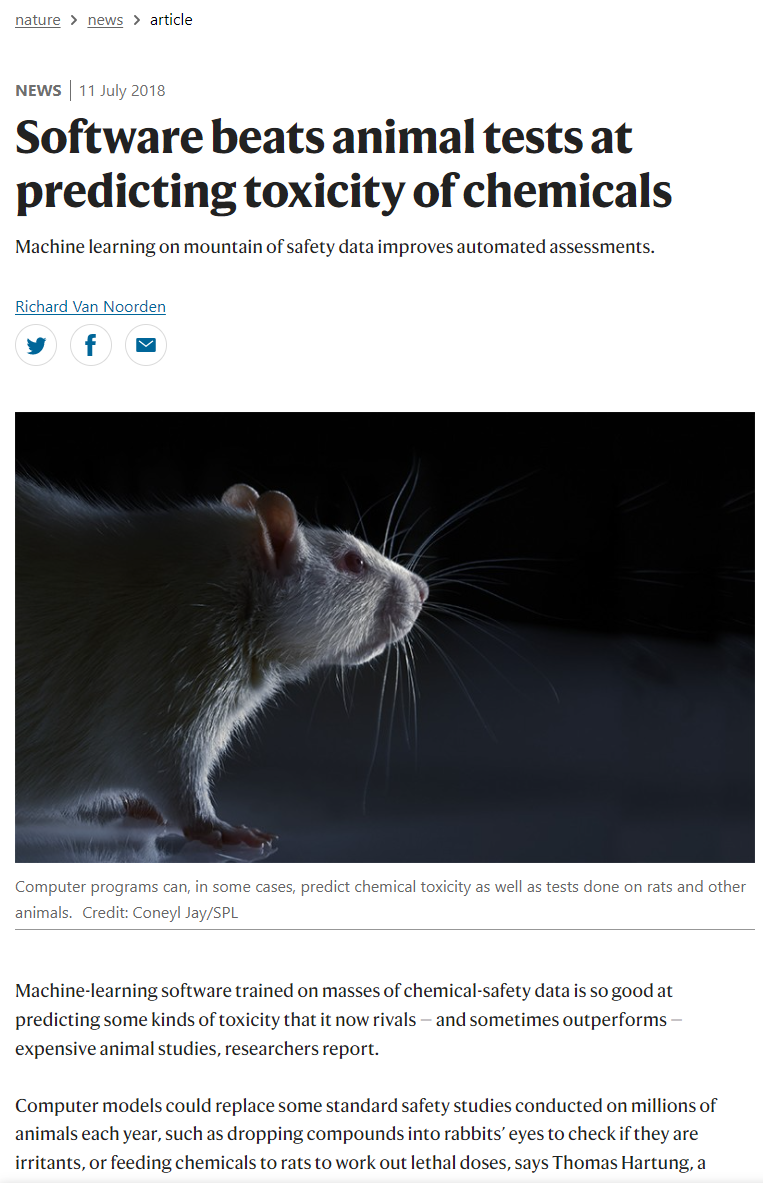 nature > news > article
NEWS | 11 July 2018
Software beats animal tests at
predicting toxicity of chemicals
Machine learning on mountain of safety data improves automated assessments.
Richard Van Noorden
Computer programs can, in some cases, predict chemical toxicity as well as tests done on rats and other
animals. Credit: Coneyl Jay/SPL
Machine-learning software trained on masses of chemical-safety data is so good at
predicting some kinds of toxicity that it now rivals — and sometimes outperforms —
expensive animal studies, researchers report.
Computer models could replace some standard safety studies conducted on millions of
animals each year, such as dropping compounds into rabbits’ eyes to check if they are
irritants, or feeding chemicals to rats to work out lethal doses, says Thomas Hartung, a